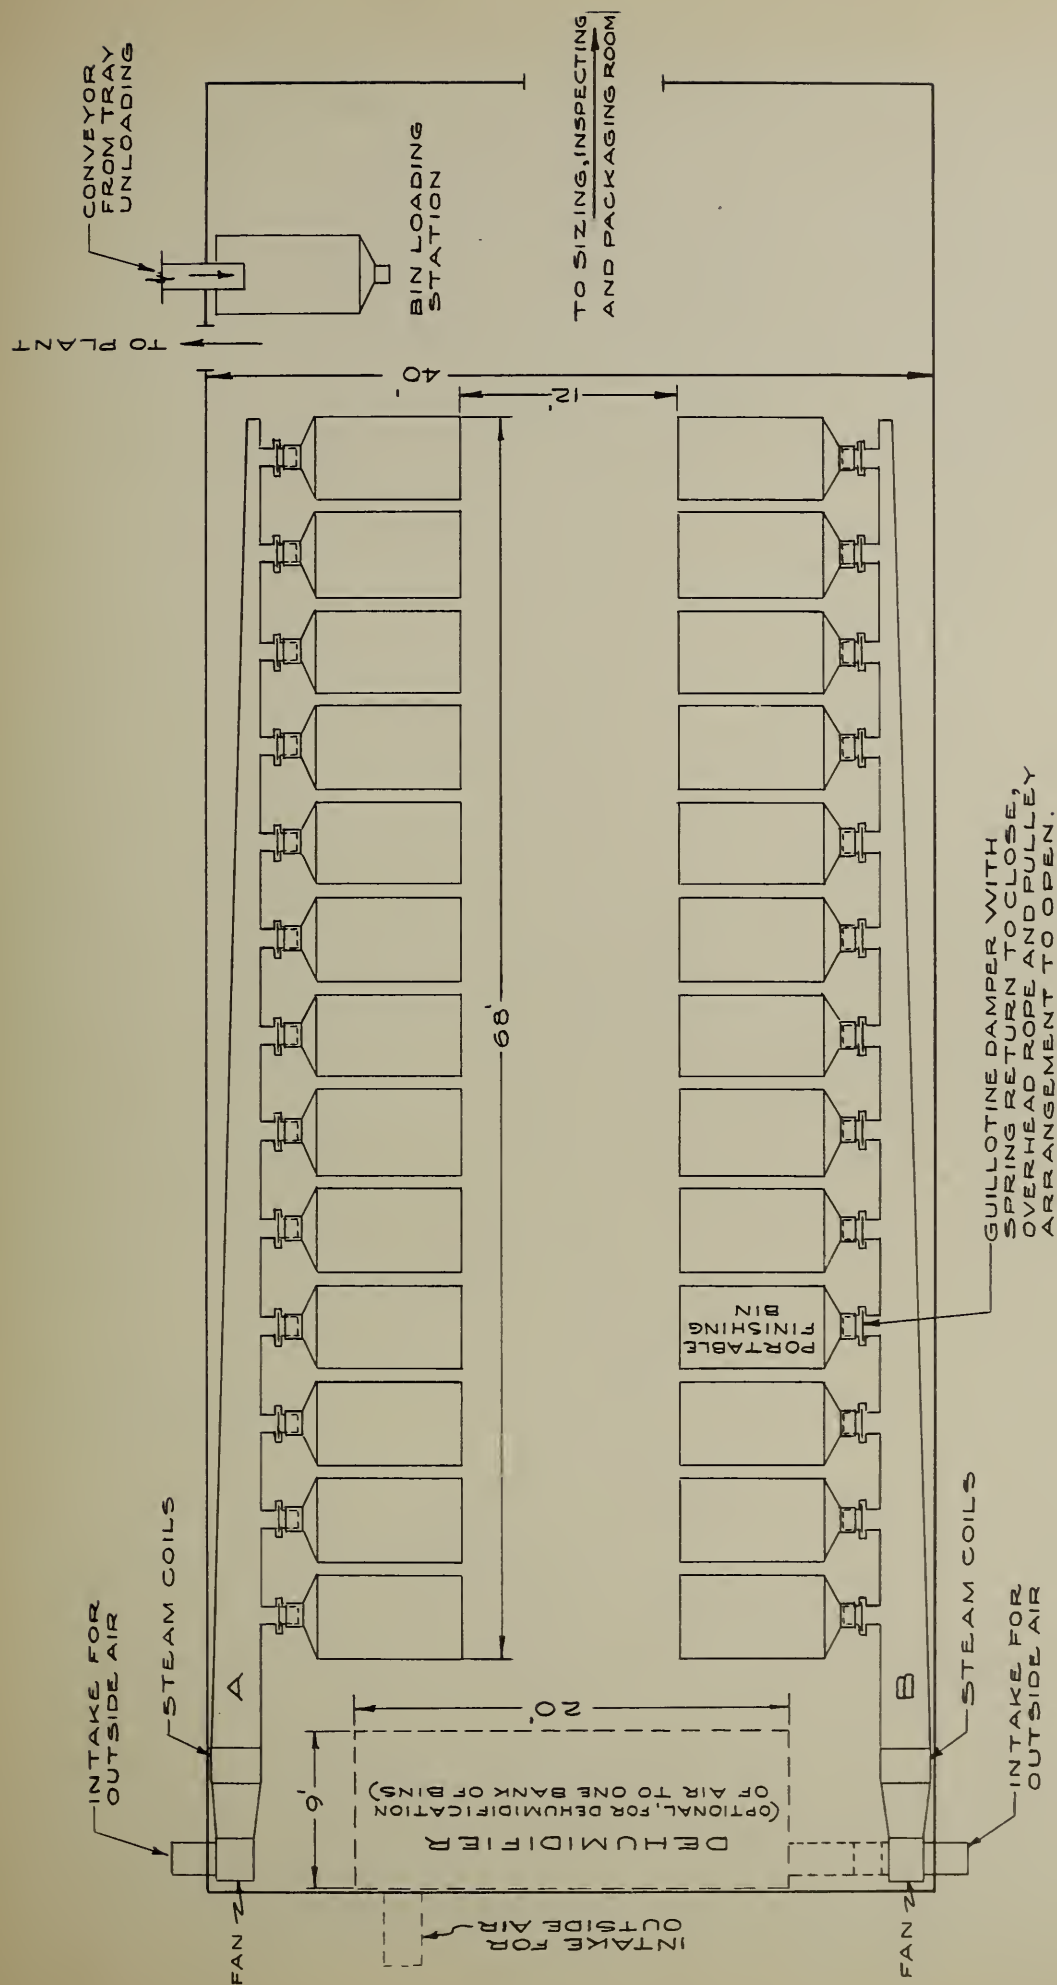 CONVEYOR
FROM TRAY
UNLOADING
TO PLANT
BIN LOADING
STATION
TO SIZING, INSPECTING
AND PACKAGING ROOM
40'
12'
68'
PORTABLE
FINISHING
BIN
GUILLOTINE DAMPER WITH
SPRING RETURN TO CLOSE,
OVERHEAD ROPE AND PULLEY
ARRANGEMENT TO OPEN.
INTAKE FOR
OUTSIDE AIR
STEAM COILS
A
FAN
20'
9'
DEHUMIDIFIER
(OPTIONAL, FOR DEHUMIDIFICATION
OF AIR TO ONE BANK OF BINS)
INTAKE FOR
OUTSIDE AIR
B
STEAM COILS
INTAKE FOR
OUTSIDE AIR
FAN